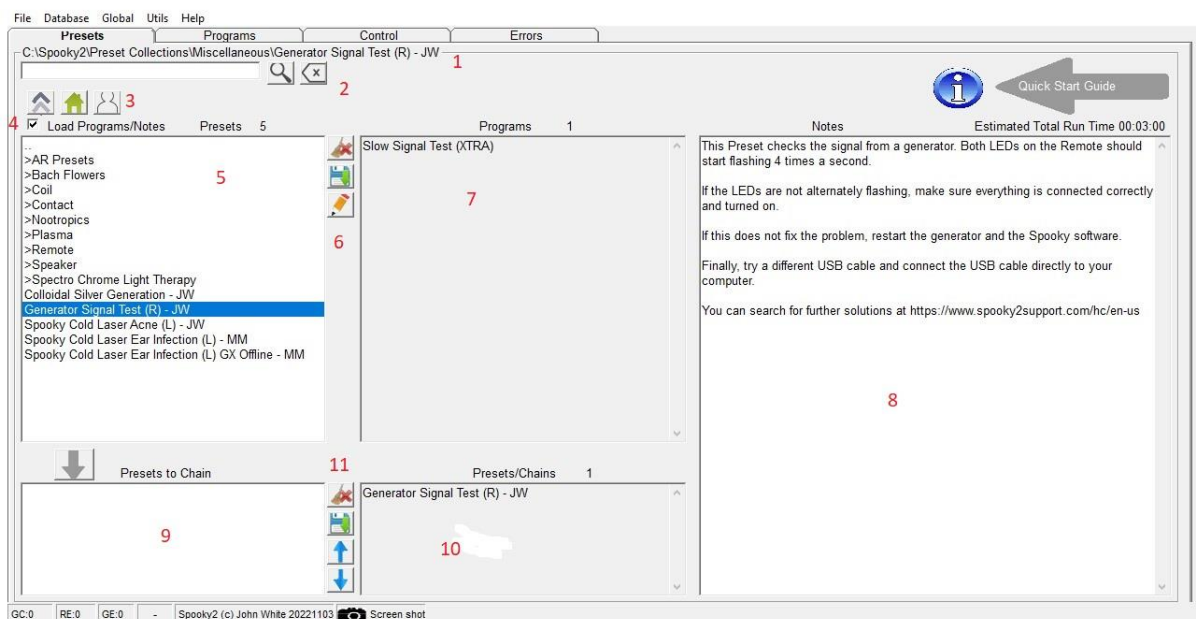 File Database Global Utils Help
Presets Programs Control Errors
C:\Spooky2\Preset Collections\Miscellaneous\Generator Signal Test (R) - JW
1
2
Quick Start Guide
3
4 Load Programs/Notes Presets 5 Programs 1 Notes Estimated Total Run Time 00:03:00
..
>AR Presets
>Bach Flowers
>Coil
>Contact
>Nootropics
>Plasma
>Remote
>Speaker
>Spectro Chrome Light Therapy
Colloidal Silver Generation - JW
Generator Signal Test (R) - JW
Spooky Cold Laser Acne (L) - JW
Spooky Cold Laser Ear Infection (L) - MM
Spooky Cold Laser Ear Infection (L) GX Offline - MM
5
6
Slow Signal Test (XTRA)
7
This Preset checks the signal from a generator. Both LEDs on the Remote should
start flashing 4 times a second.
If the LEDs are not alternately flashing, make sure everything is connected correctly
and turned on.
If this does not fix the problem, restart the generator and the Spooky software.
Finally, try a different USB cable and connect the USB cable directly to your
computer.
You can search for further solutions at https://www.spooky2support.com/hc/en-us
8
Presets to Chain 11 Presets/Chains 1
9
Generator Signal Test (R) - JW
10
GC:0 RE:0 GE:0 - Spooky2 (c) John White 20221103 Screen shot